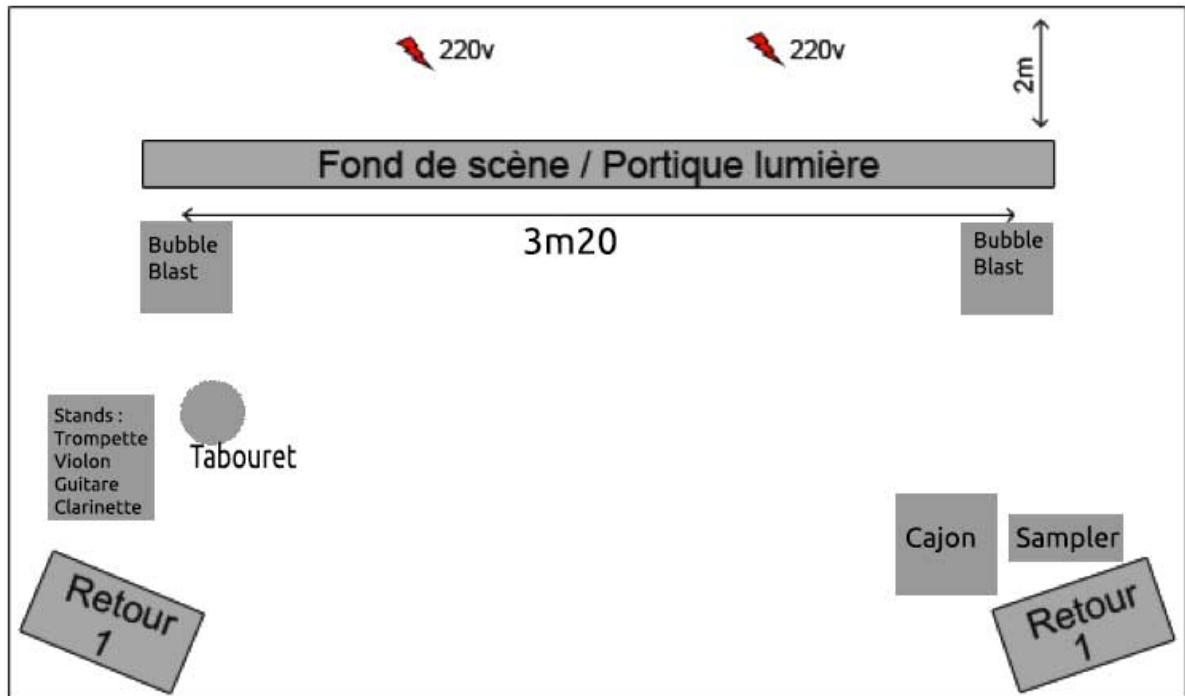 220v
220v
2m
Fond de scène / Portique lumière
3m20
Bubble
Blast
Bubble
Blast
Stands :
Trompette
Violon
Guitare
Clarinette
Tabouret
Cajon
Sampler
Retour
1
Retour
1